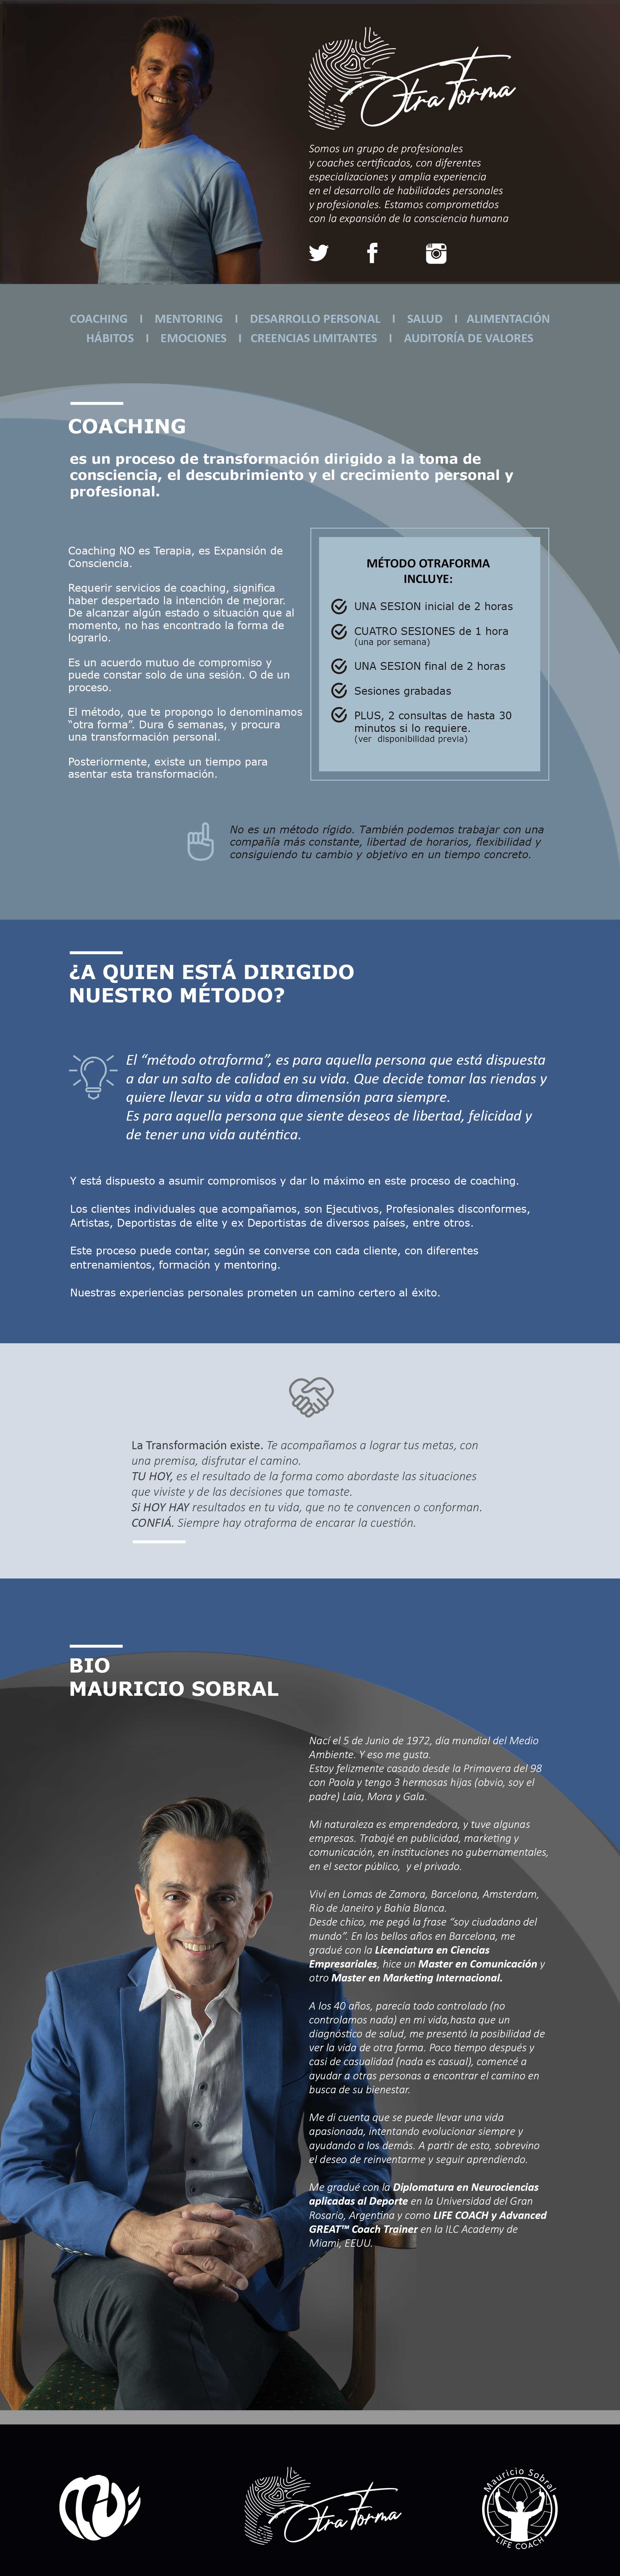 Otra Forma
Somos un grupo de profesionales
y coaches certificados, con diferentes
especializaciones y amplia experiencia
en el desarrollo de habilidades personales
y profesionales. Estamos comprometidos
con la expansión de la consciencia humana
COACHING I MENTORING I DESARROLLO PERSONAL I SALUD I ALIMENTACIÓN
HÁBITOS I EMOCIONES I CREENCIAS LIMITANTES I AUDITORÍA DE VALORES
COACHING
es un proceso de transformación dirigido a la toma de
consciencia, el descubrimiento y el crecimiento personal y
profesional.
Coaching NO es Terapia, es Expansión de
Consciencia.
Requerir servicios de coaching, significa
haber despertado la intención de mejorar.
De alcanzar algún estado o situación que al
momento, no has encontrado la forma de
lograrlo.
Es un acuerdo mutuo de compromiso y
puede constar solo de una sesión. O de un
proceso.
El método, que te propongo lo denominamos
“otra forma”. Dura 6 semanas, y procura
una transformación personal.
Posteriormente, existe un tiempo para
asentar esta transformación.
MÉTODO OTRAFORMA
INCLUYE:
UNA SESION inicial de 2 horas
CUATRO SESIONES de 1 hora
(una por semana)
UNA SESION final de 2 horas
Sesiones grabadas
PLUS, 2 consultas de hasta 30
minutos si lo requiere.
(ver disponibilidad previa)
No es un método rígido. También podemos trabajar con una
compañía más constante, libertad de horarios, flexibilidad y
consiguiendo tu cambio y objetivo en un tiempo concreto.
¿A QUIEN ESTÁ DIRIGIDO
NUESTRO MÉTODO?
El “método otraforma”, es para aquella persona que está dispuesta
a dar un salto de calidad en su vida. Que decide tomar las riendas y
quiere llevar su vida a otra dimensión para siempre.
Es para aquella persona que siente deseos de libertad, felicidad y
de tener una vida auténtica.
Y está dispuesto a asumir compromisos y dar lo máximo en este proceso de coaching.
Los clientes individuales que acompañamos, son Ejecutivos, Profesionales disconformes,
Artistas, Deportistas de elite y ex Deportistas de diversos países, entre otros.
Este proceso puede contar, según se converse con cada cliente, con diferentes
entrenamientos, formación y mentoring.
Nuestras experiencias personales prometen un camino certero al éxito.
La Transformación existe. Te acompañamos a lograr tus metas, con
una premisa, disfrutar el camino.
TU HOY, es el resultado de la forma como abordaste las situaciones
que viviste y de las decisiones que tomaste.
Si HOY HAY resultados en tu vida, que no te convencen o conforman.
CONFIÁ. Siempre hay otraforma de encarar la cuestión.
BIO
MAURICIO SOBRAL
Nací el 5 de Junio de 1972, día mundial del Medio
Ambiente. Y eso me gusta.
Estoy felizmente casado desde la Primavera del 98
con Paola y tengo 3 hermosas hijas (obvio, soy el
padre) Laia, Mora y Gala.
Mi naturaleza es emprendedora, y tuve algunas
empresas. Trabajé en publicidad, marketing y
comunicación, en instituciones no gubernamentales,
en el sector público, y el privado.
Viví en Lomas de Zamora, Barcelona, Amsterdam,
Rio de Janeiro y Bahía Blanca.
Desde chico, me pegó la frase “soy ciudadano del
mundo”. En los bellos años en Barcelona, me
gradué con la Licenciatura en Ciencias
Empresariales, hice un Master en Comunicación y
otro Master en Marketing Internacional.
A los 40 años, parecía todo controlado (no
controlamos nada) en mi vida,hasta que un
diagnóstico de salud, me presentó la posibilidad de
ver la vida de otra forma. Poco tiempo después y
casi de casualidad (nada es casual), comencé a
ayudar a otras personas a encontrar el camino en
busca de su bienestar.
Me di cuenta que se puede llevar una vida
apasionada, intentando evolucionar siempre y
ayudando a los demás. A partir de esto, sobrevino
el deseo de reinventarme y seguir aprendiendo.
Me gradué con la Diplomatura en Neurociencias
aplicadas al Deporte en la Universidad del Gran
Rosario, Argentina y como LIFE COACH y Advanced
GREAT™ Coach Trainer en la ILC Academy de
Miami, EEUU.
Otra Forma
Mauricio Sobral
LIFE COACH